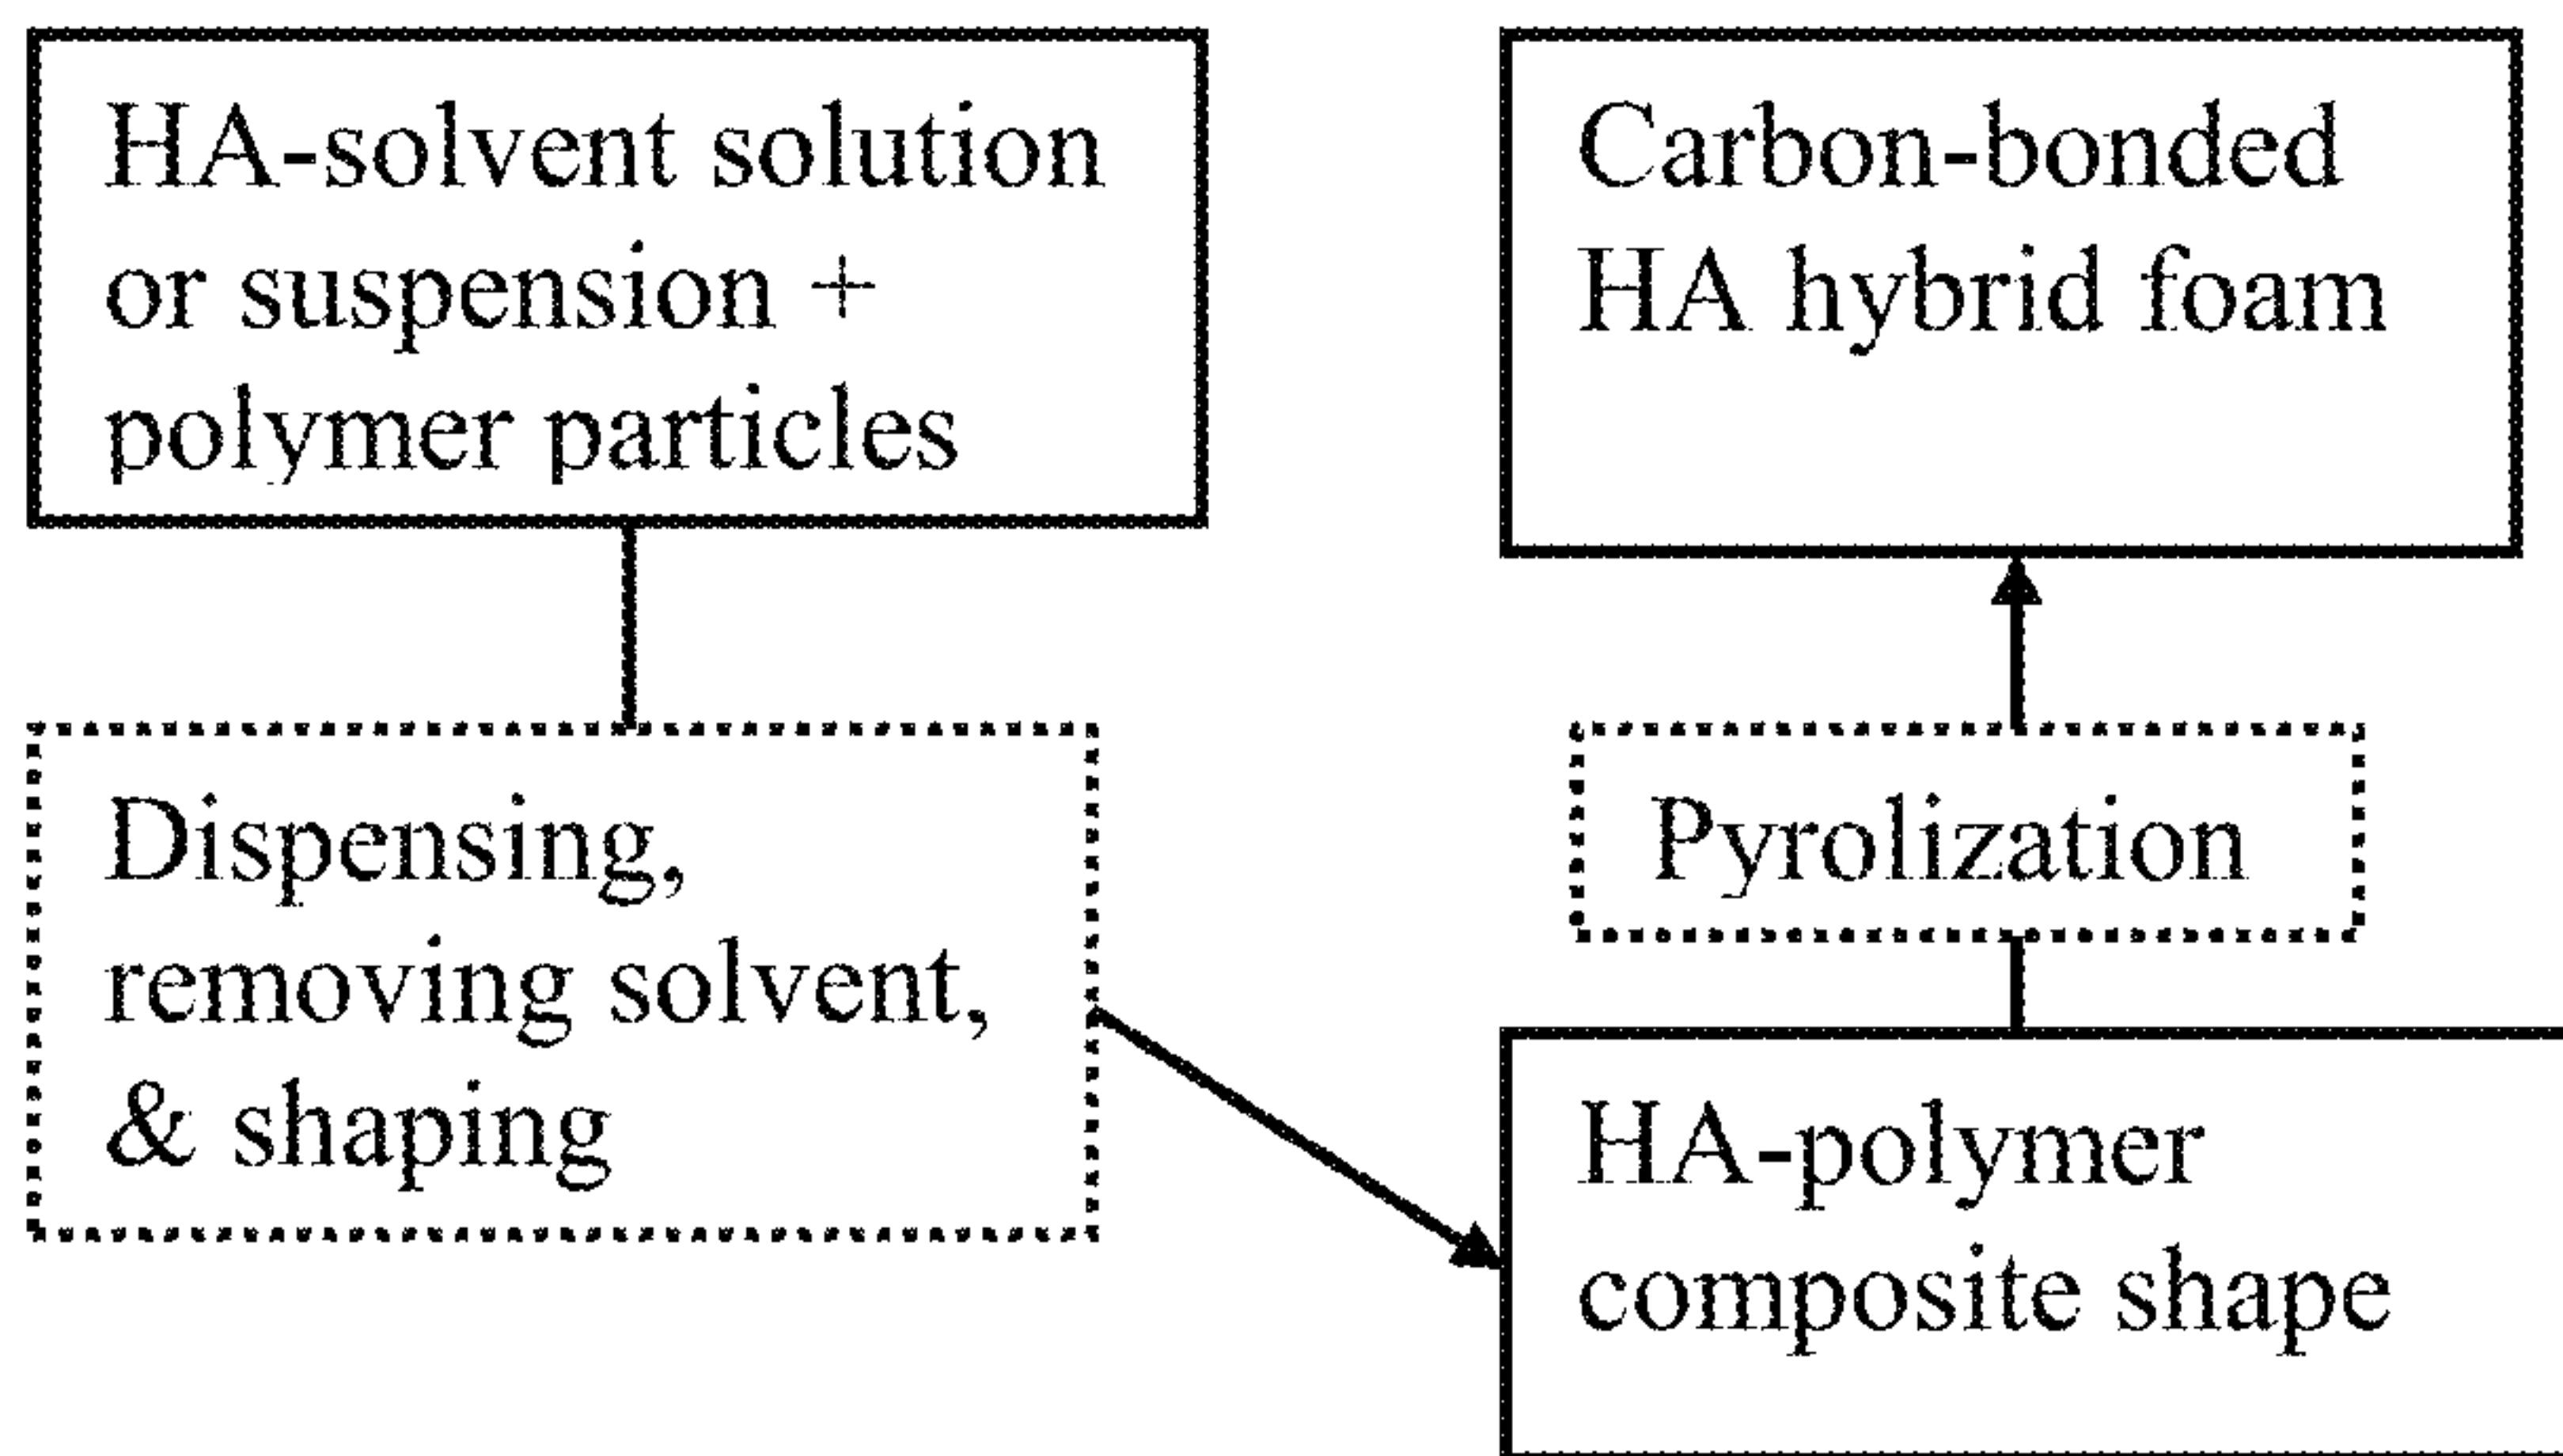 HA-solvent solution
or suspension +
polymer particles
Dispensing,
removing solvent,
& shaping
HA-polymer
composite shape
Pyrolization
Carbon-bonded
HA hybrid foam